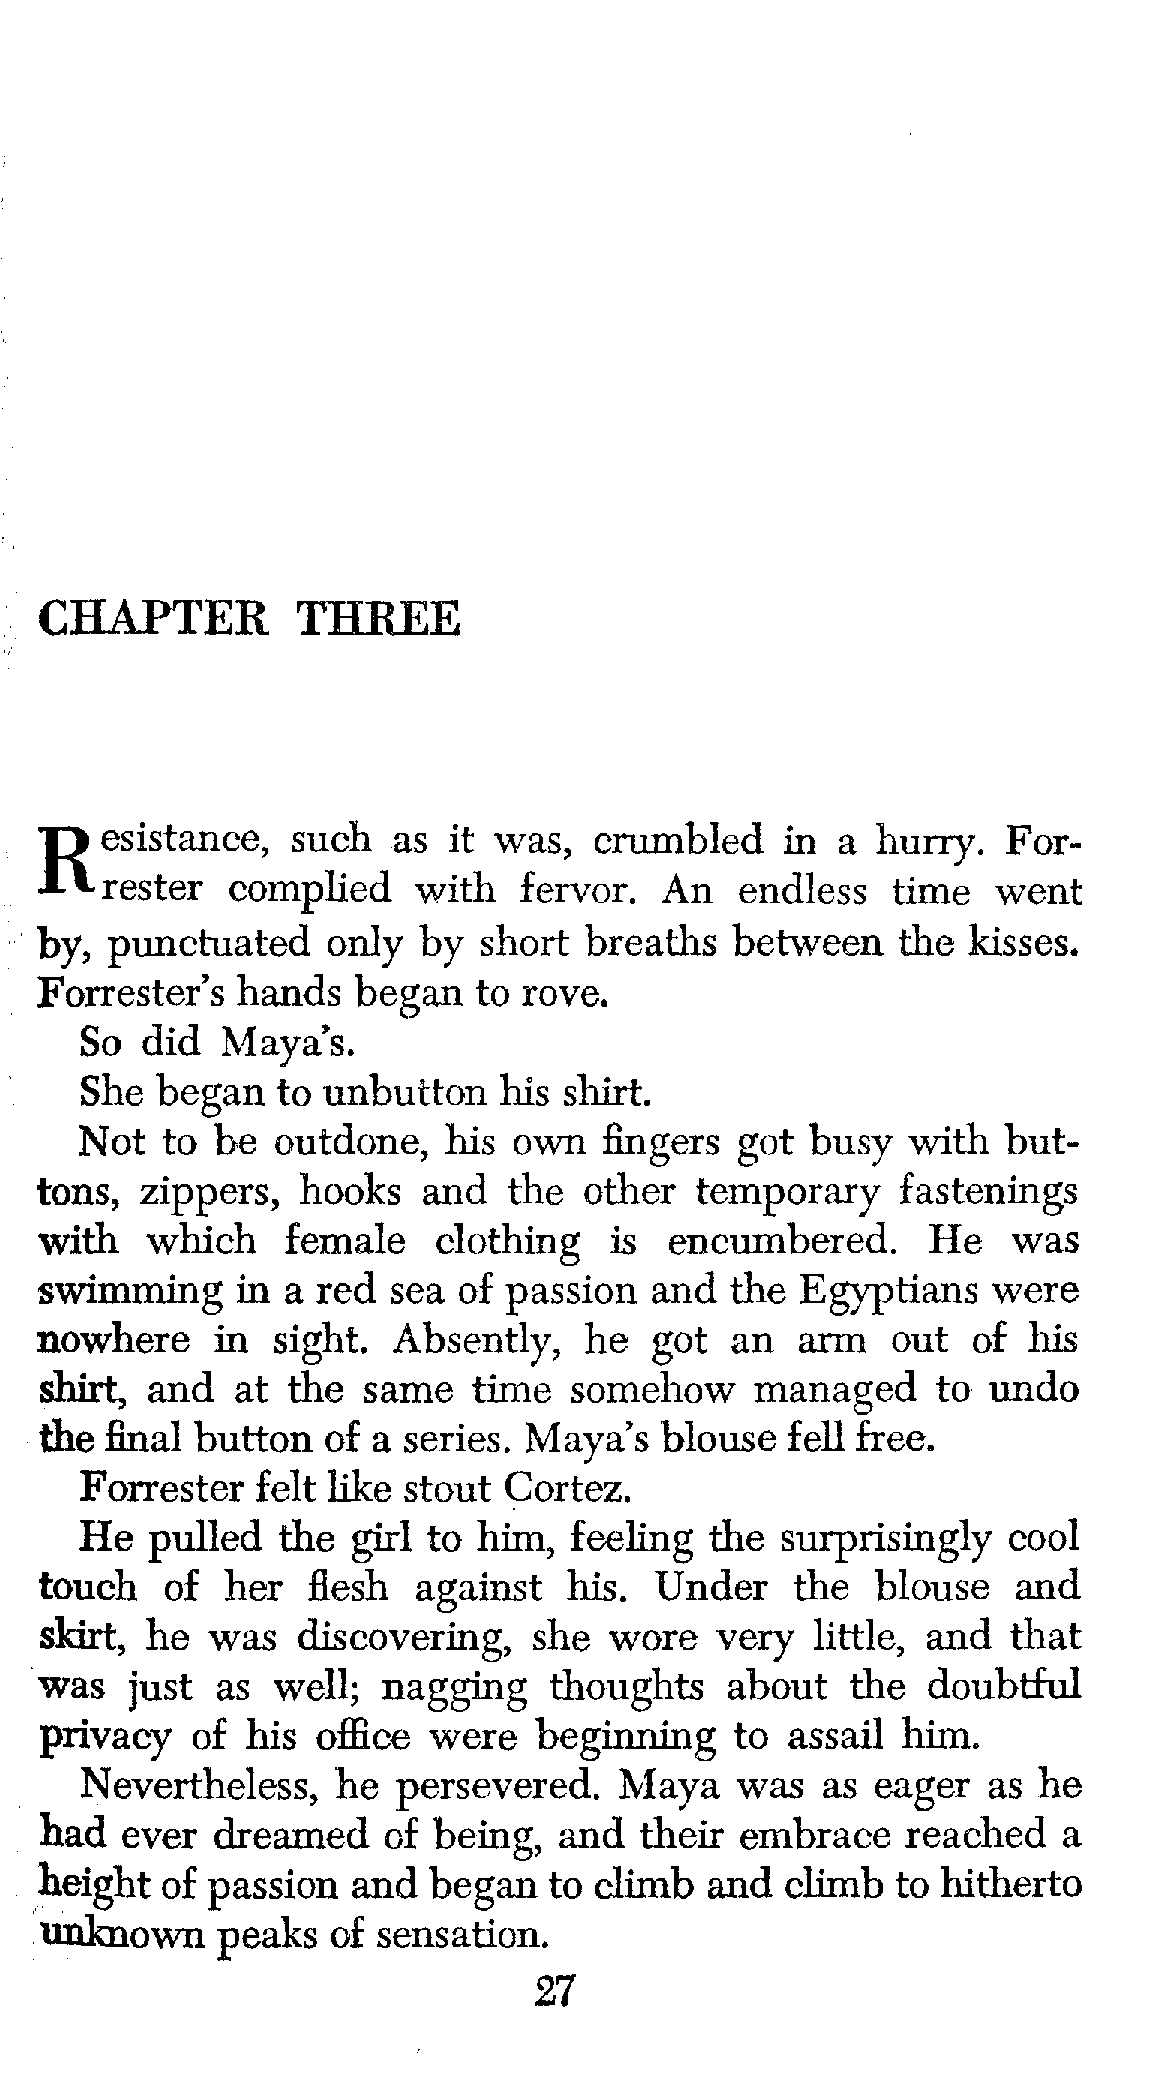 CHAPTER THREE
Resistance, such as it was, crumbled in a hurry. For-
rester complied with fervor. An endless time went
by, punctuated only by short breaths between the kisses.
Forrester's hands began to rove.
So did Maya's.
She began to unbutton his shirt.
Not to be outdone, his own fingers got busy with but-
tons, zippers, hooks and the other temporary fastenings
with which female clothing is encumbered. He was
swimming in a red sea of passion and the Egyptians were
nowhere in sight. Absently, he got an arm out of his
shirt, and at the same time somehow managed to undo
the final button of a series. Maya's blouse fell free.
Forrester felt like stout Cortez.
He pulled the girl to him, feeling the surprisingly cool
touch of her flesh against his. Under the blouse and
skirt, he was discovering, she wore very little, and that
was just as well; nagging thoughts about the doubtful
privacy of his office were beginning to assail him.
Nevertheless, he persevered. Maya was as eager as he
had ever dreamed of being, and their embrace reached a
height of passion and began to climb and climb to hitherto
unknown peaks of sensation.
27